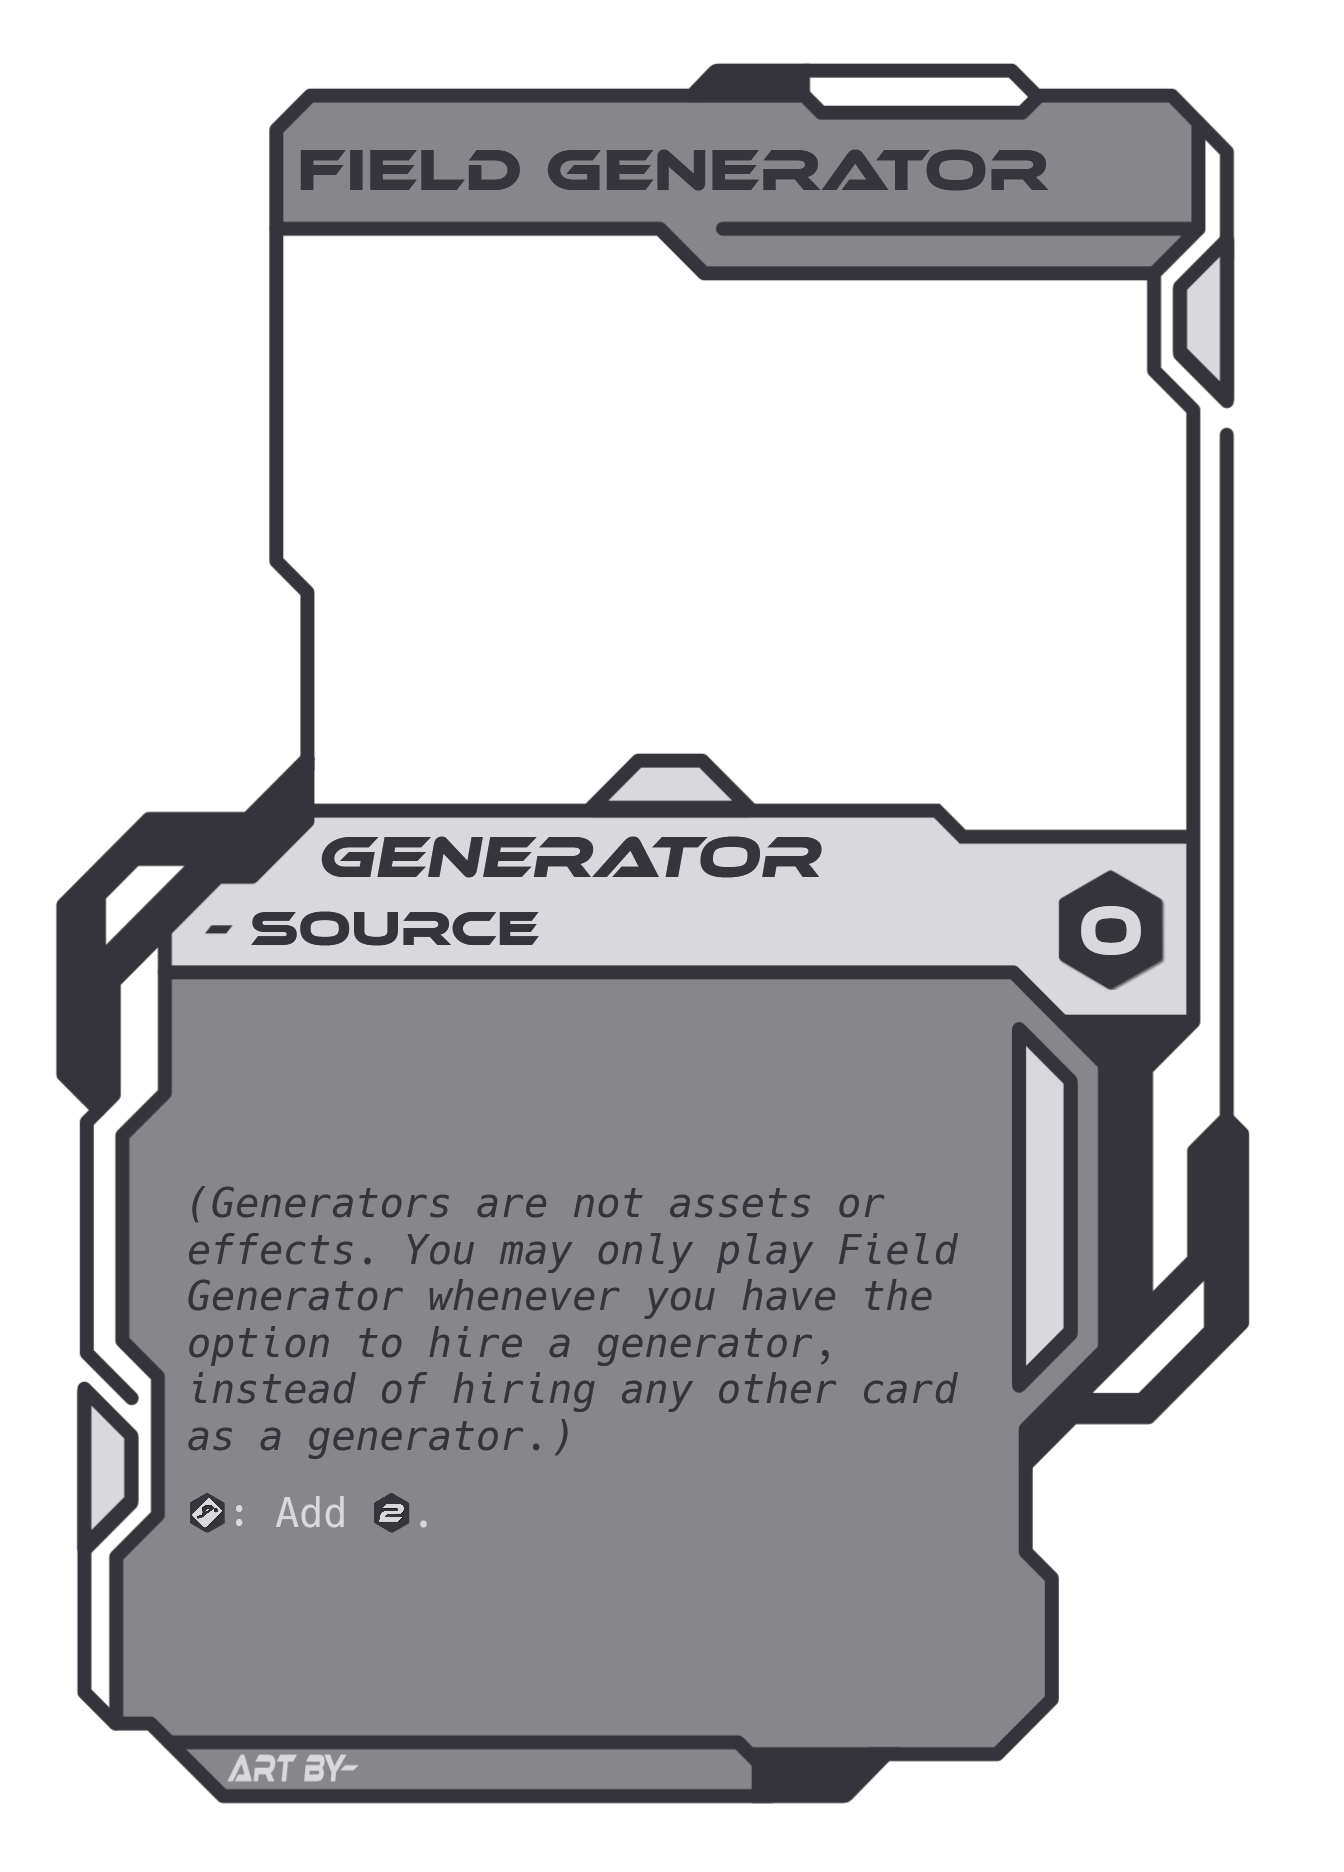 FIELD GENERATOR
GENERATOR
- SOURCE
0
(Generators are not assets or
effects. You may only play Field
Generator whenever you have the
option to hire a generator,
instead of hiring any other card
as a generator.)
: Add 2.
ART BY-